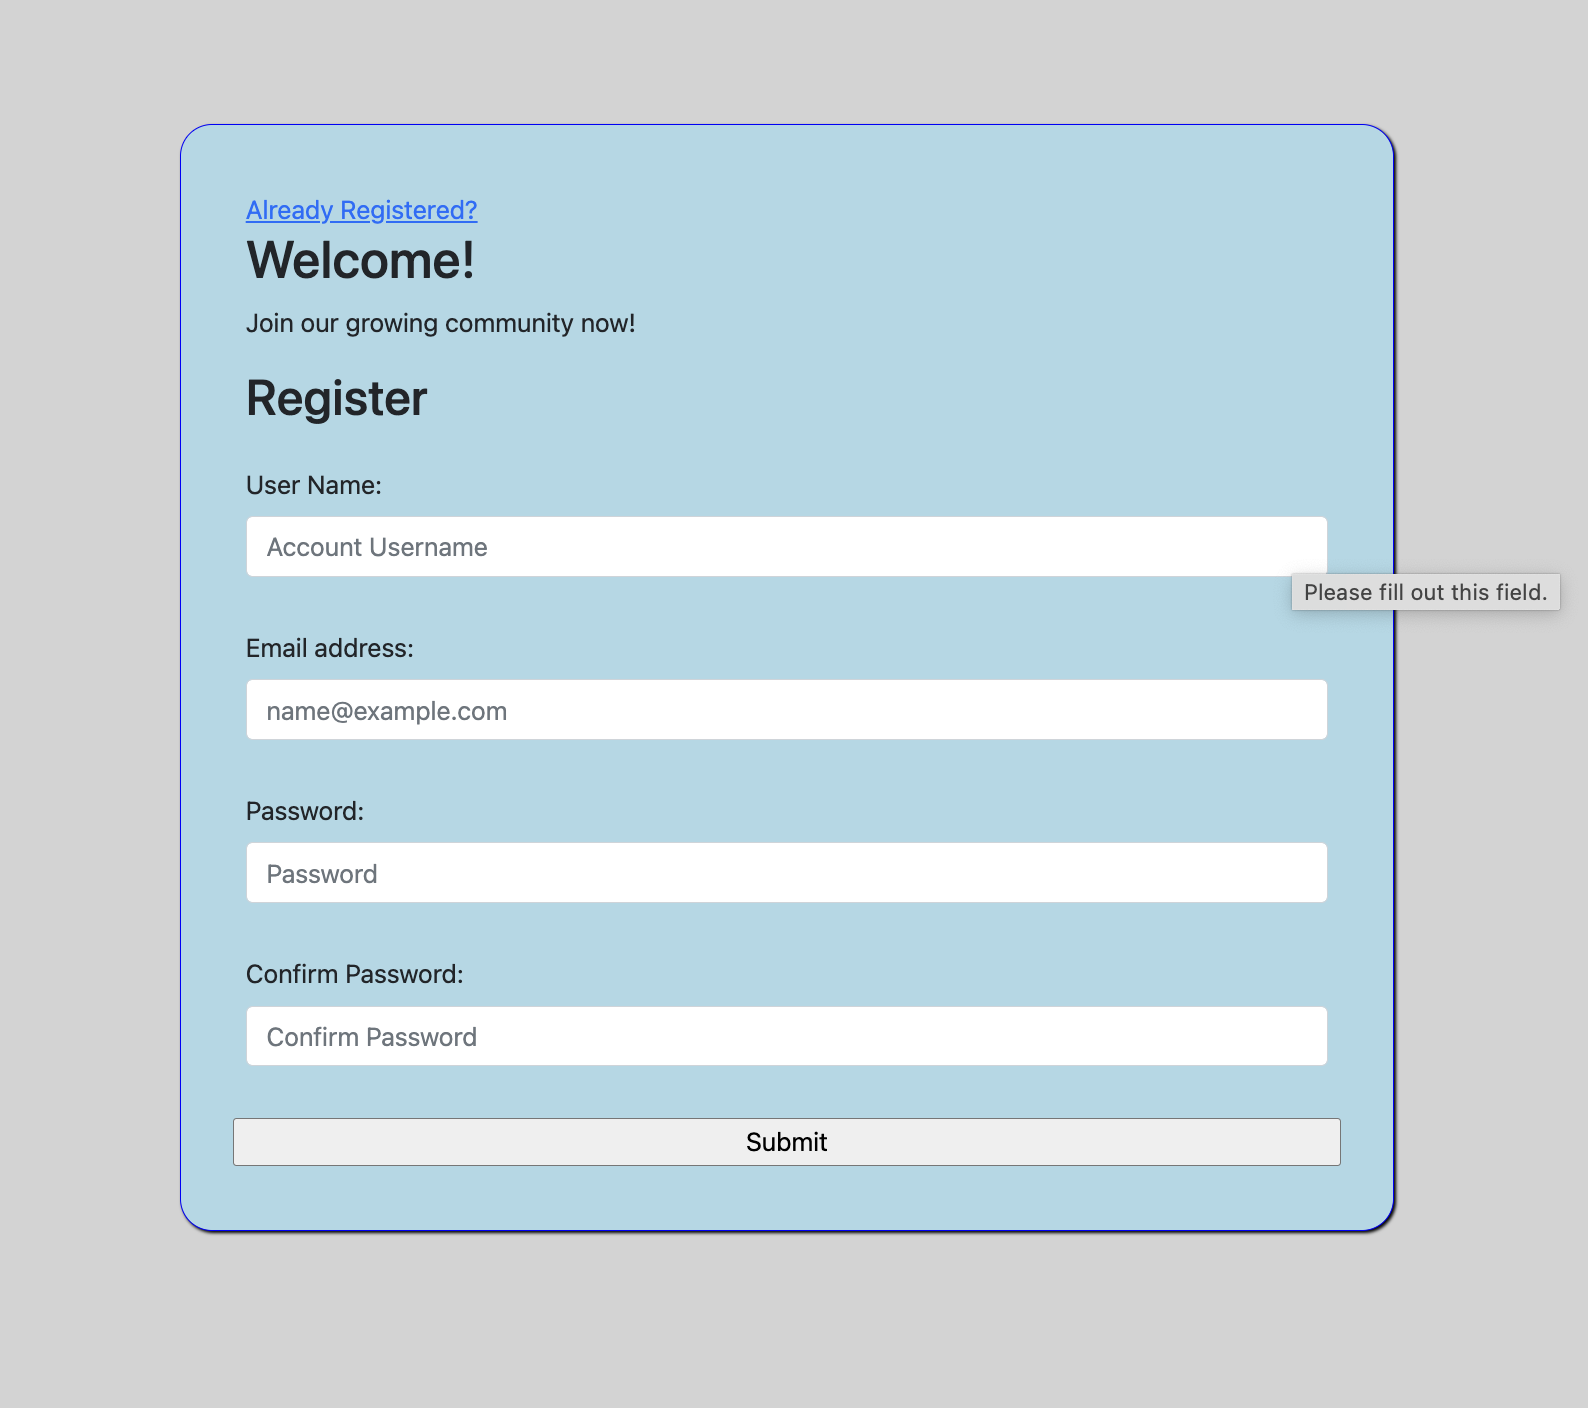 Already Registered?
Welcome!
Join our growing community now!
Register
User Name:
Account Username
Please fill out this field.
Email address:
name@example.com
Password:
Password
Confirm Password:
Confirm Password
Submit